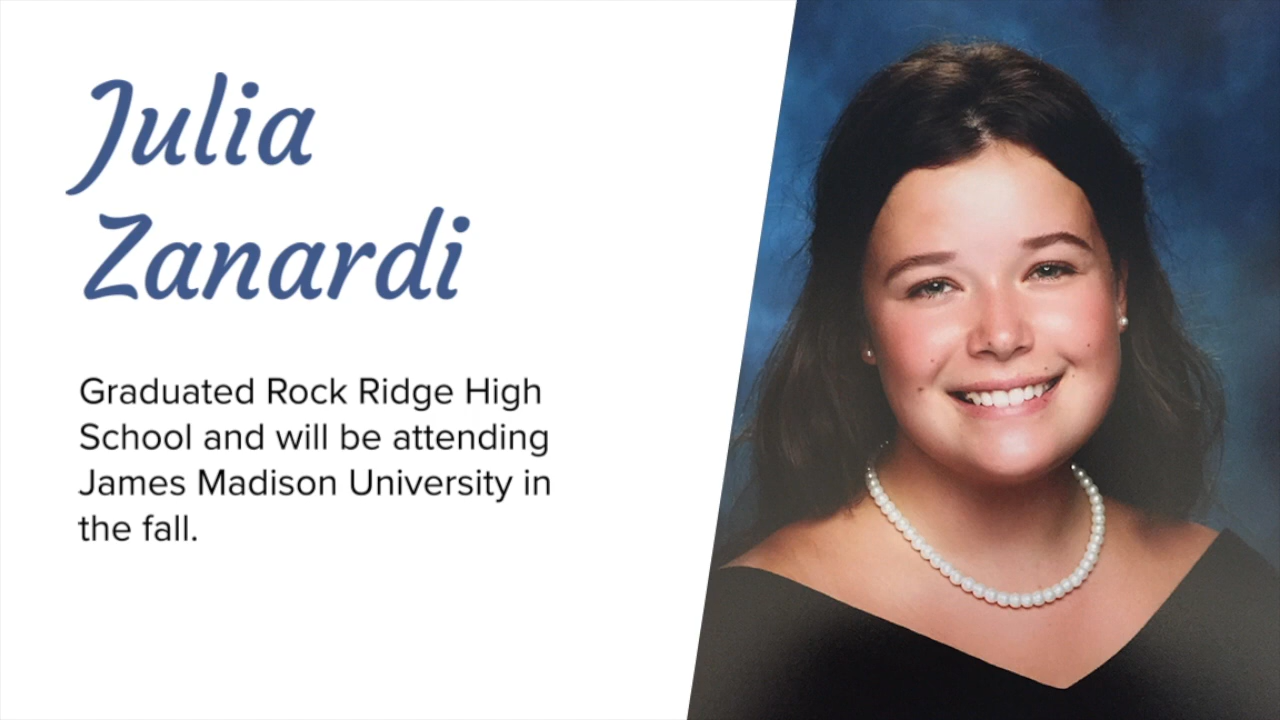 Julia
Zanardi
Graduated Rock Ridge High
School and will be attending
James Madison University in
the fall.